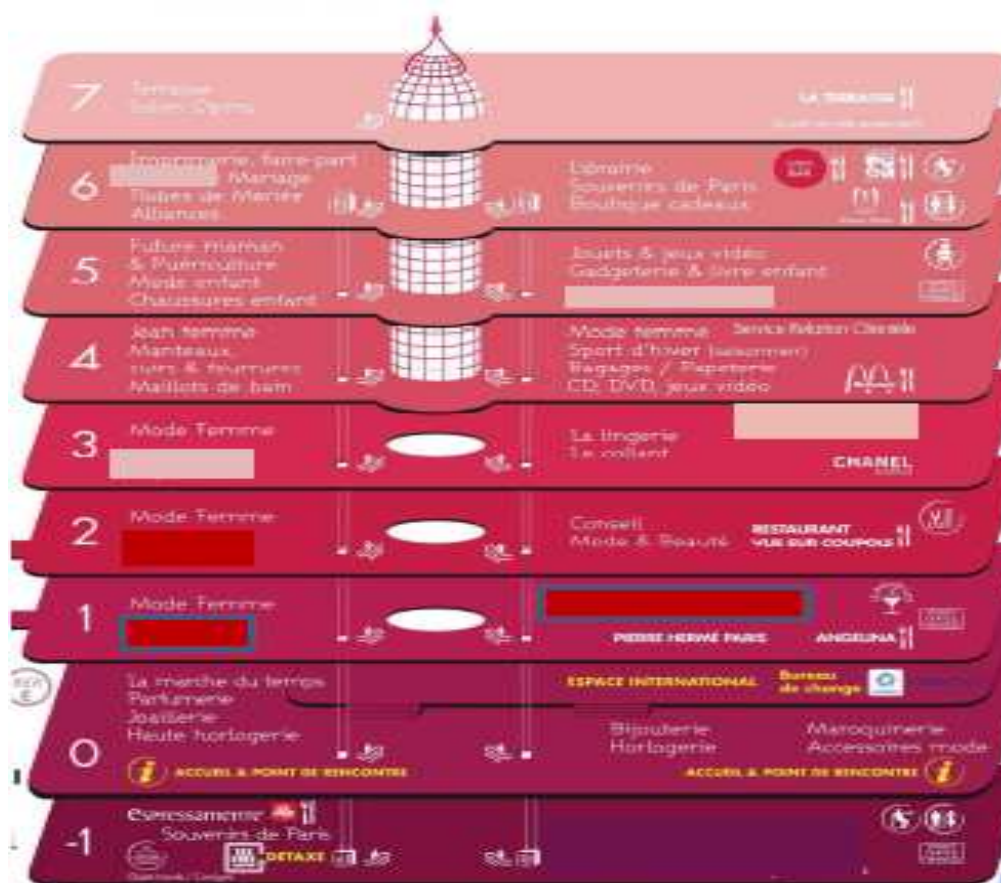 7
Terrasse
Salon Opéra
LA TERRASSE
6
Imprimerie, faire-part
Mariage
Robes de Mariée
Alliances
Librairie
Souvenirs de Paris
Boutique cadeaux
5
Future maman
& Puériculture
Mode enfant
Chaussures enfant
Jouets & jeux vidéo
Gadgeterie & livre enfant
4
Jean femme
Manteaux,
cuirs & fourrures
Maillots de bain
Mode femme
Service Relation Clientèle
Sport d'hiver (saisonnier)
Bagages / Papeterie
CD, DVD, jeux vidéo
3
Mode Femme
La lingerie
Le collant
CHANEL
2
Mode Femme
Conseil
Mode & Beauté
RESTAURANT
VUE SUR COUPOLE
1
Mode Femme
PIERRE HERMÉ PARIS
ANGELINA
0
La marche du temps
Parfumerie
Joaillerie
Haute horlogerie
ACCUEIL & POINT DE RENCONTRE
ESPACE INTERNATIONAL
Bureau
de change
Bijouterie
Horlogerie
Maroquinerie
Accessoires mode
ACCUEIL & POINT DE RENCONTRE
RER
E
-1
espressamente
Souvenirs de Paris
DÉTAXE